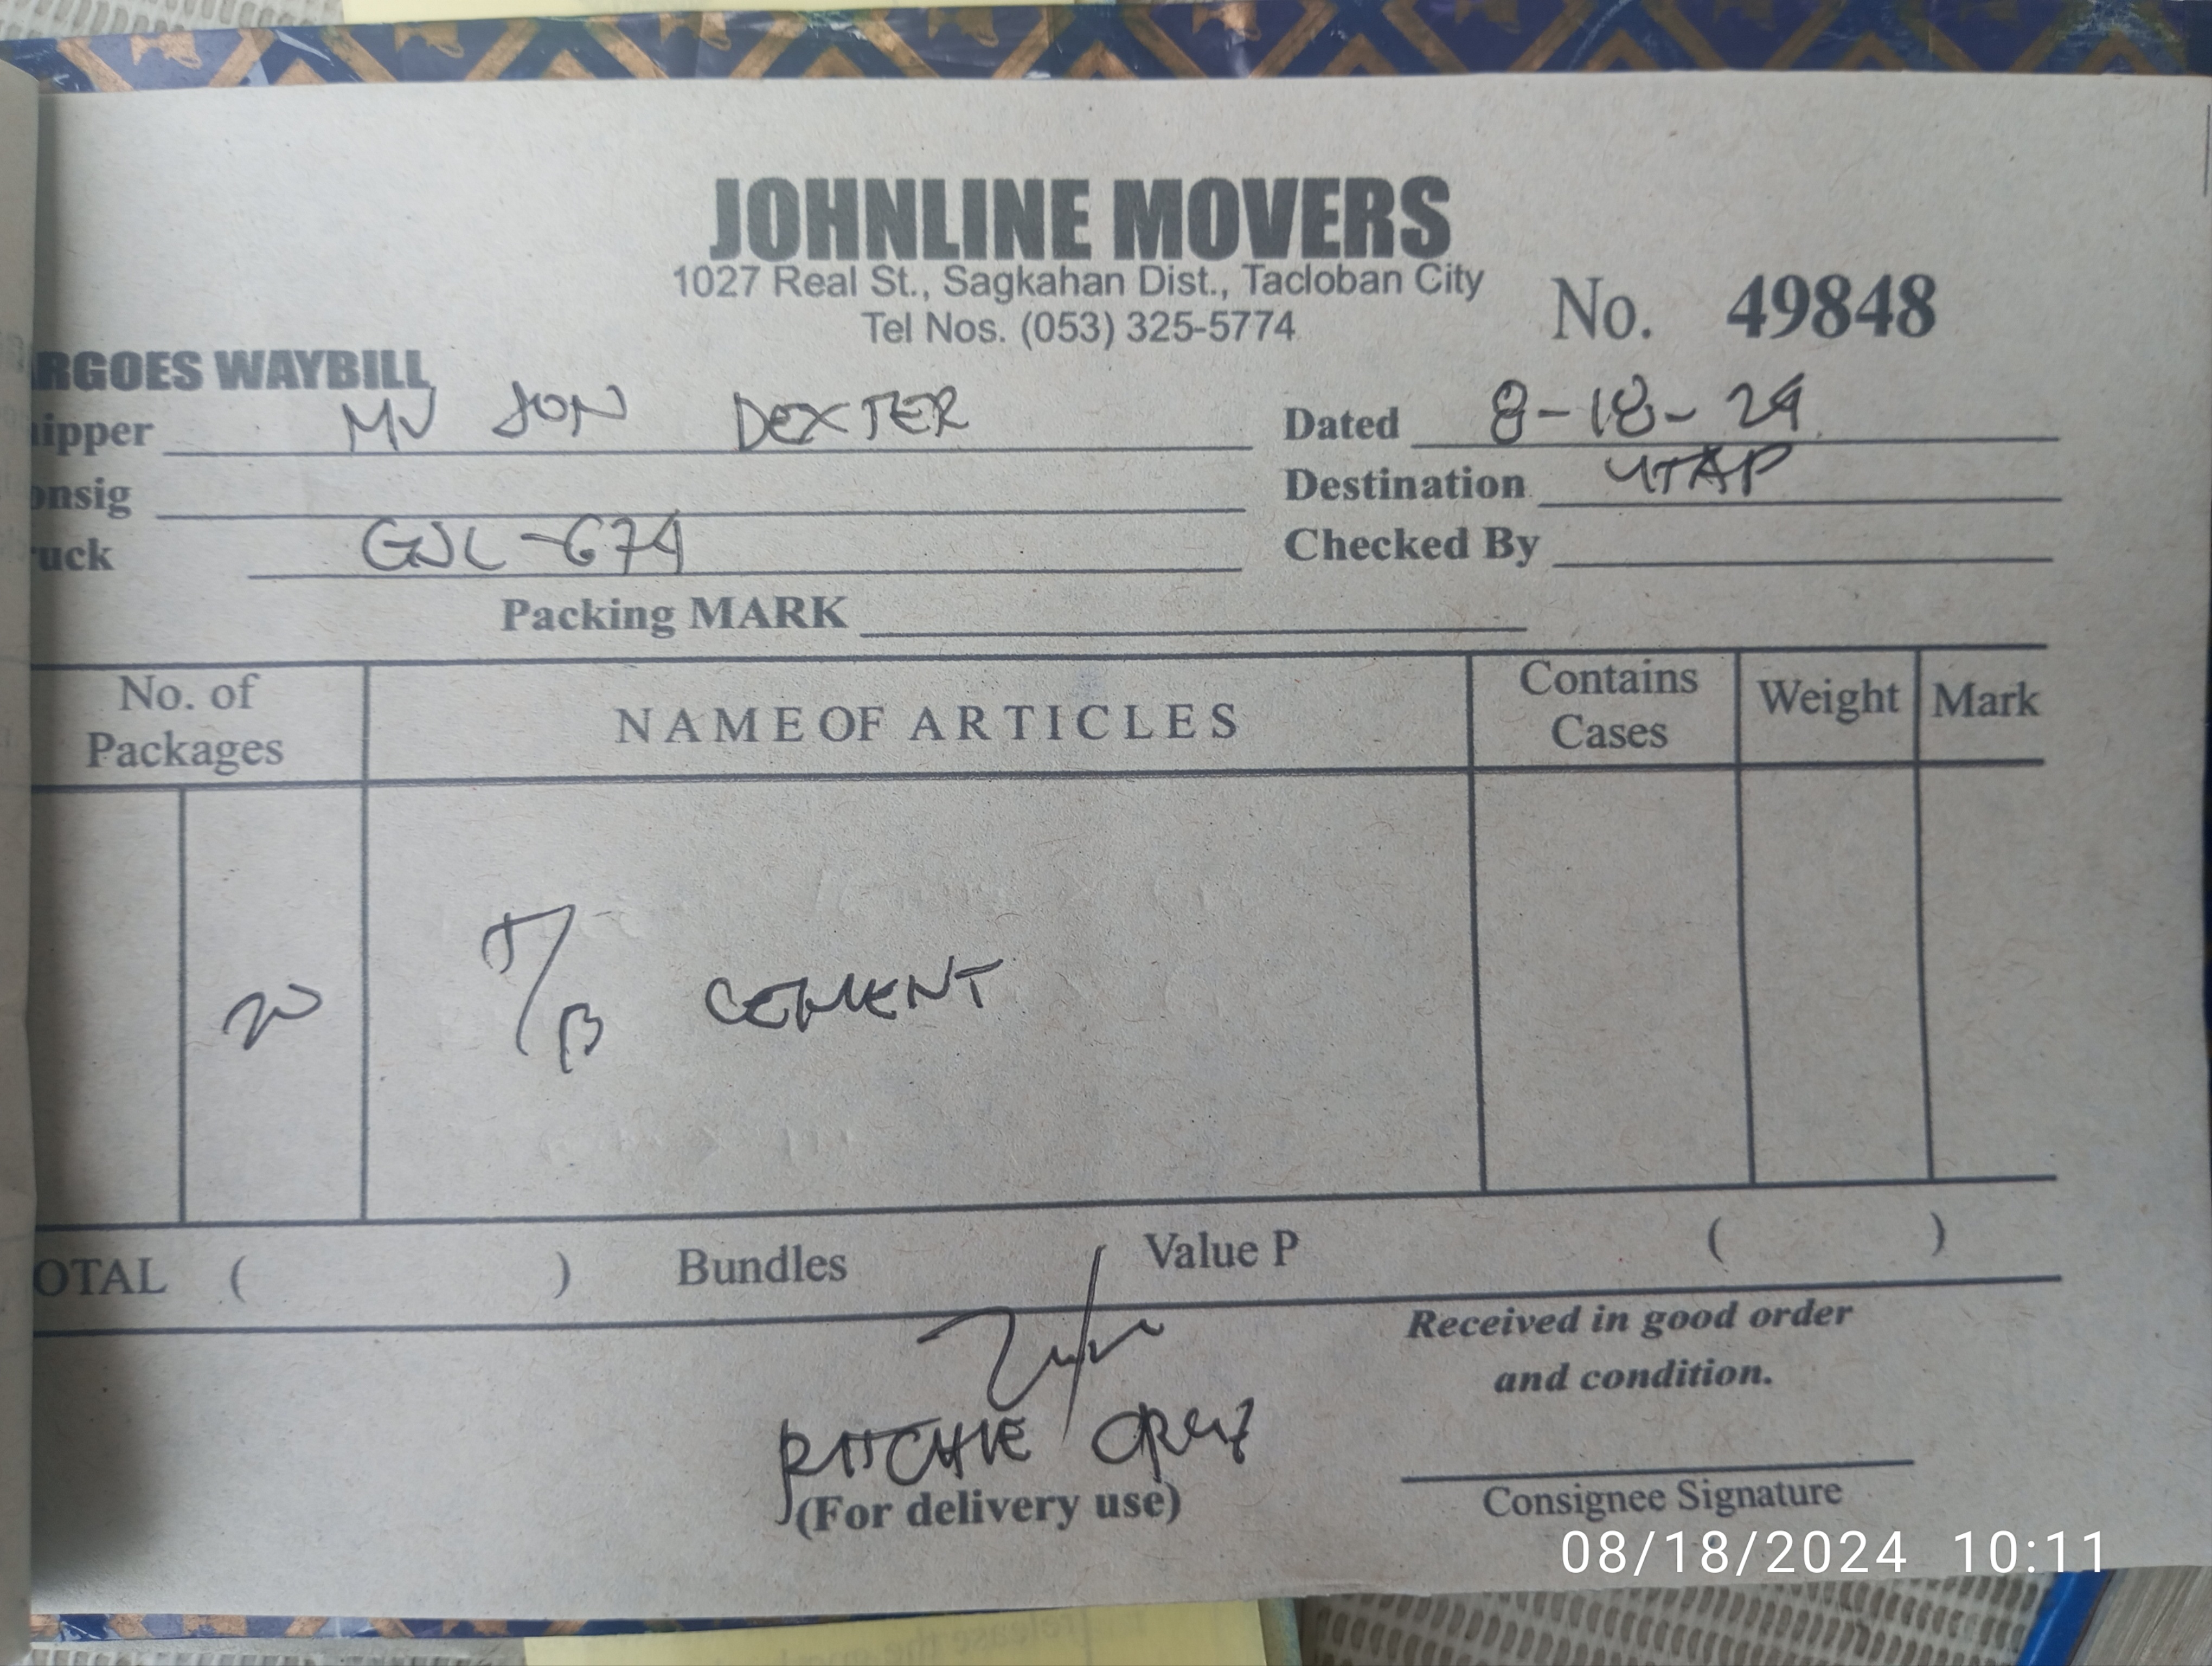 JOHNLINE MOVERS
1027 Real St., Sagkahan Dist., Tacloban City
Tel Nos. (053) 325-5774
No. 49848
RGOES WAYBILL
ipper MV JON DEXTER
Dated 8-18-24
onsig
Destination UTAP
ruck GJL-674
Checked By
Packing MARK
No. of Packages
NAME OF ARTICLES
Contains Cases
Weight
Mark
20 T/B CEMENT
OTAL ( ) Bundles Value P ( )
Received in good order
and condition.
RITCHIE CRUZ
(For delivery use)
Consignee Signature
08/18/2024 10:11